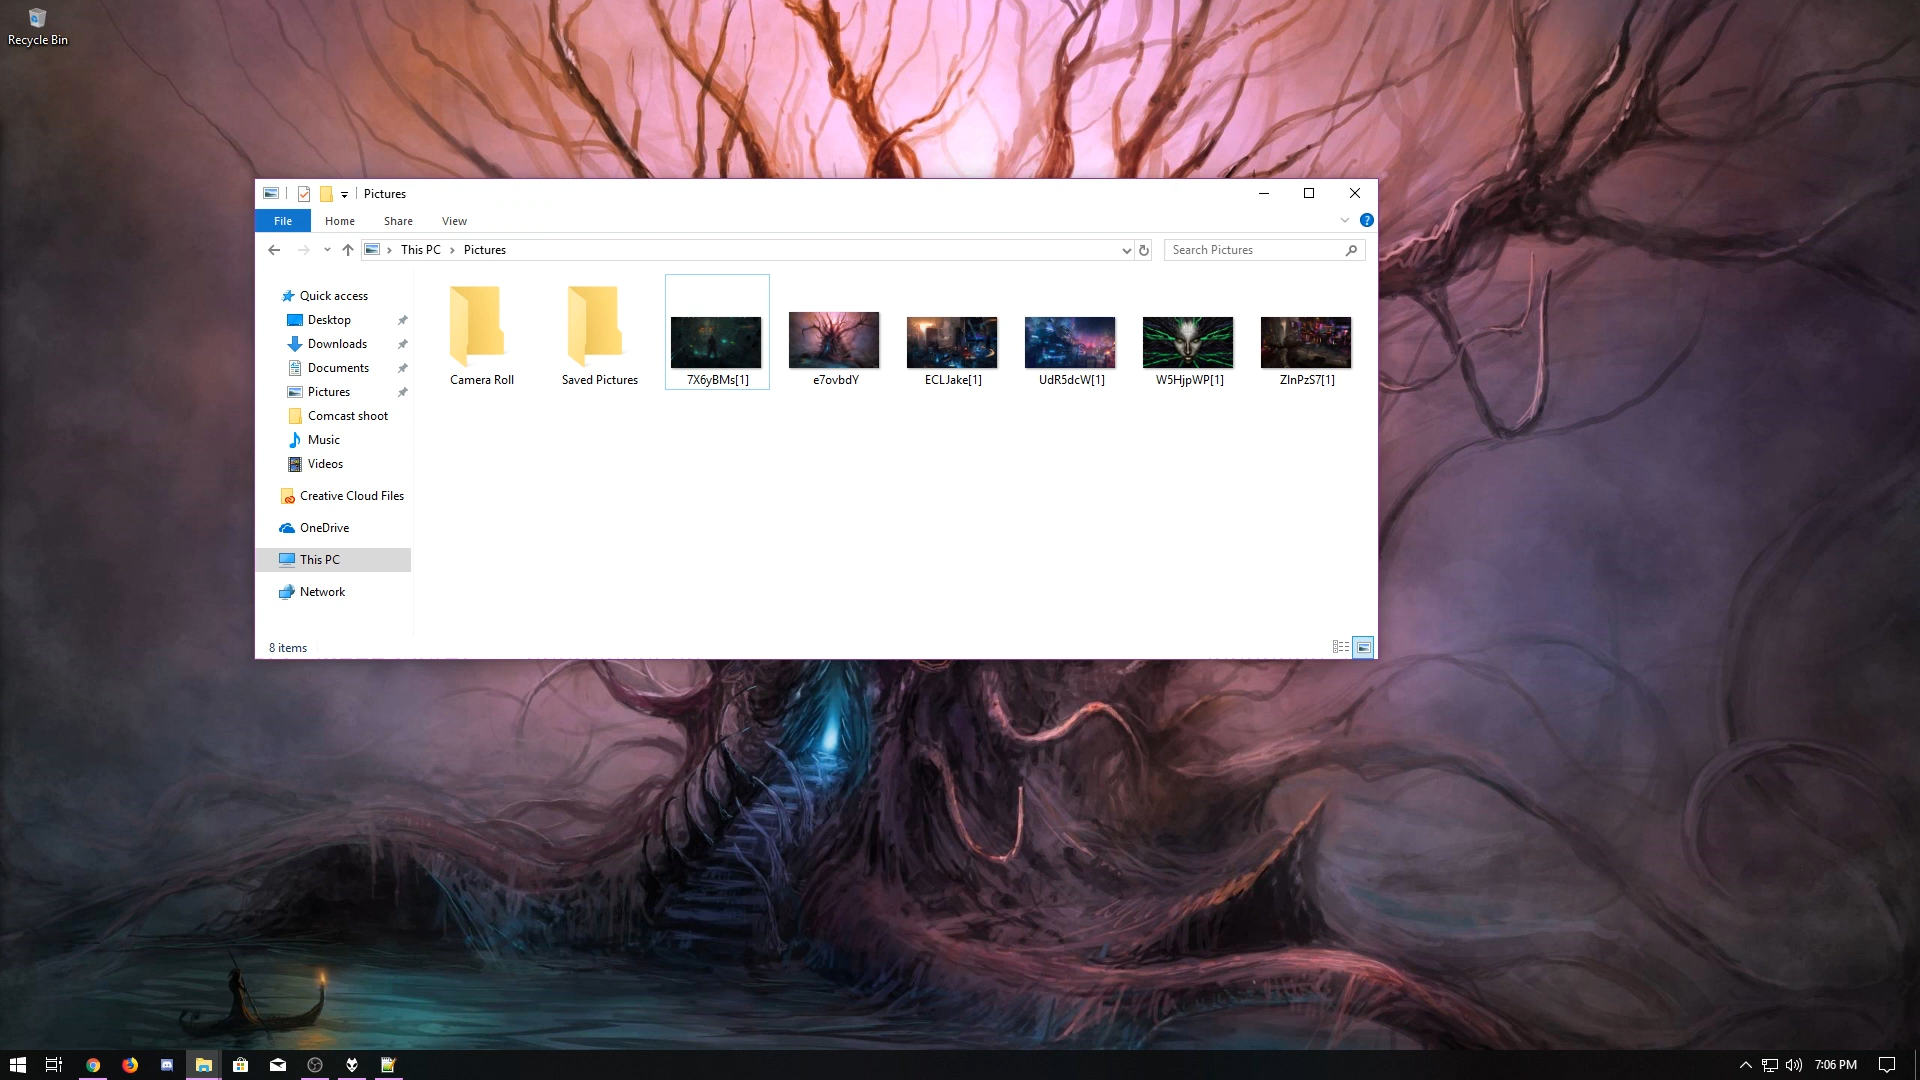 Recycle Bin
Pictures
File Home Share View
This PC Pictures
Search Pictures
Quick access
Desktop
Downloads
Documents
Pictures
Comcast shoot
Music
Videos
Creative Cloud Files
OneDrive
This PC
Network
Camera Roll Saved Pictures 7X6yBMs[1] e7ovbdY ECLJake[1] UdR5dcW[1] W5HjpWP[1] ZInPzS7[1]
8 items
7:06 PM